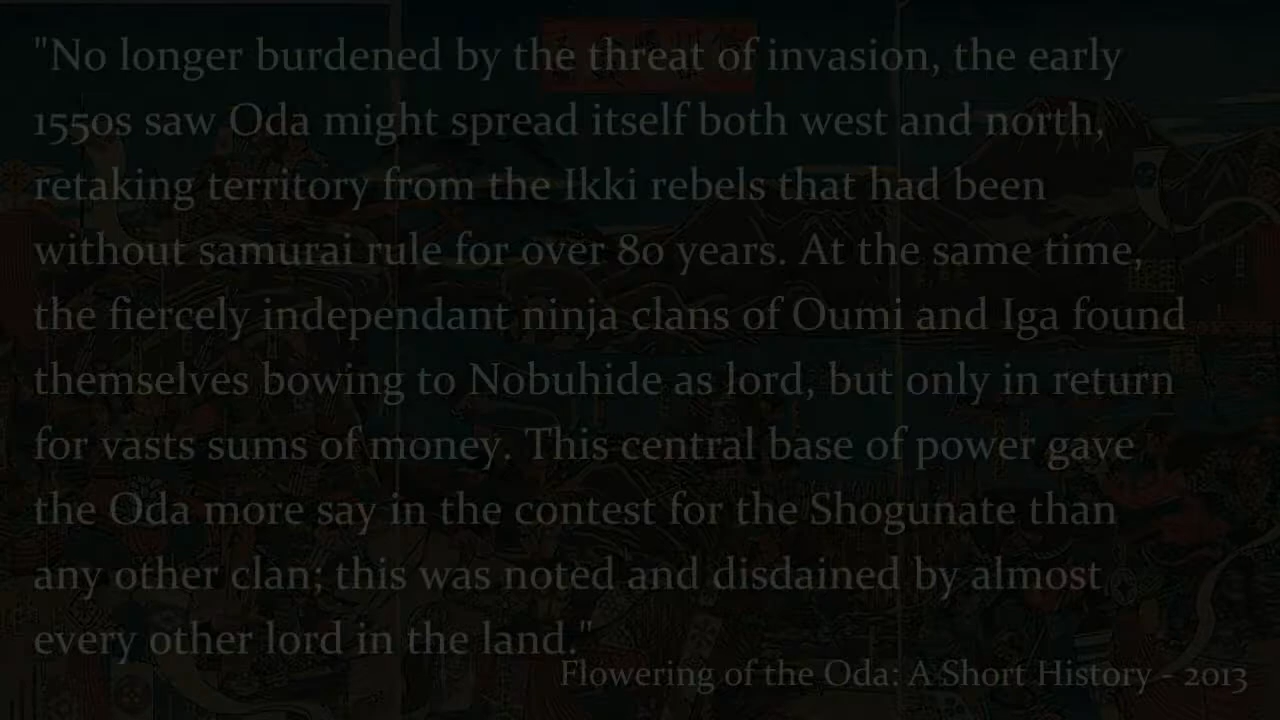 "No longer burdened by the threat of invasion, the early
1550s saw Oda might spread itself both west and north,
retaking territory from the Ikki rebels that had been
without samurai rule for over 80 years. At the same time,
the fiercely independant ninja clans of Oumi and Iga found
themselves bowing to Nobuhide as lord, but only in return
for vasts sums of money. This central base of power gave
the Oda more say in the contest for the Shogunate than
any other clan; this was noted and disdained by almost
every other lord in the land."
Flowering of the Oda: A Short History - 2013